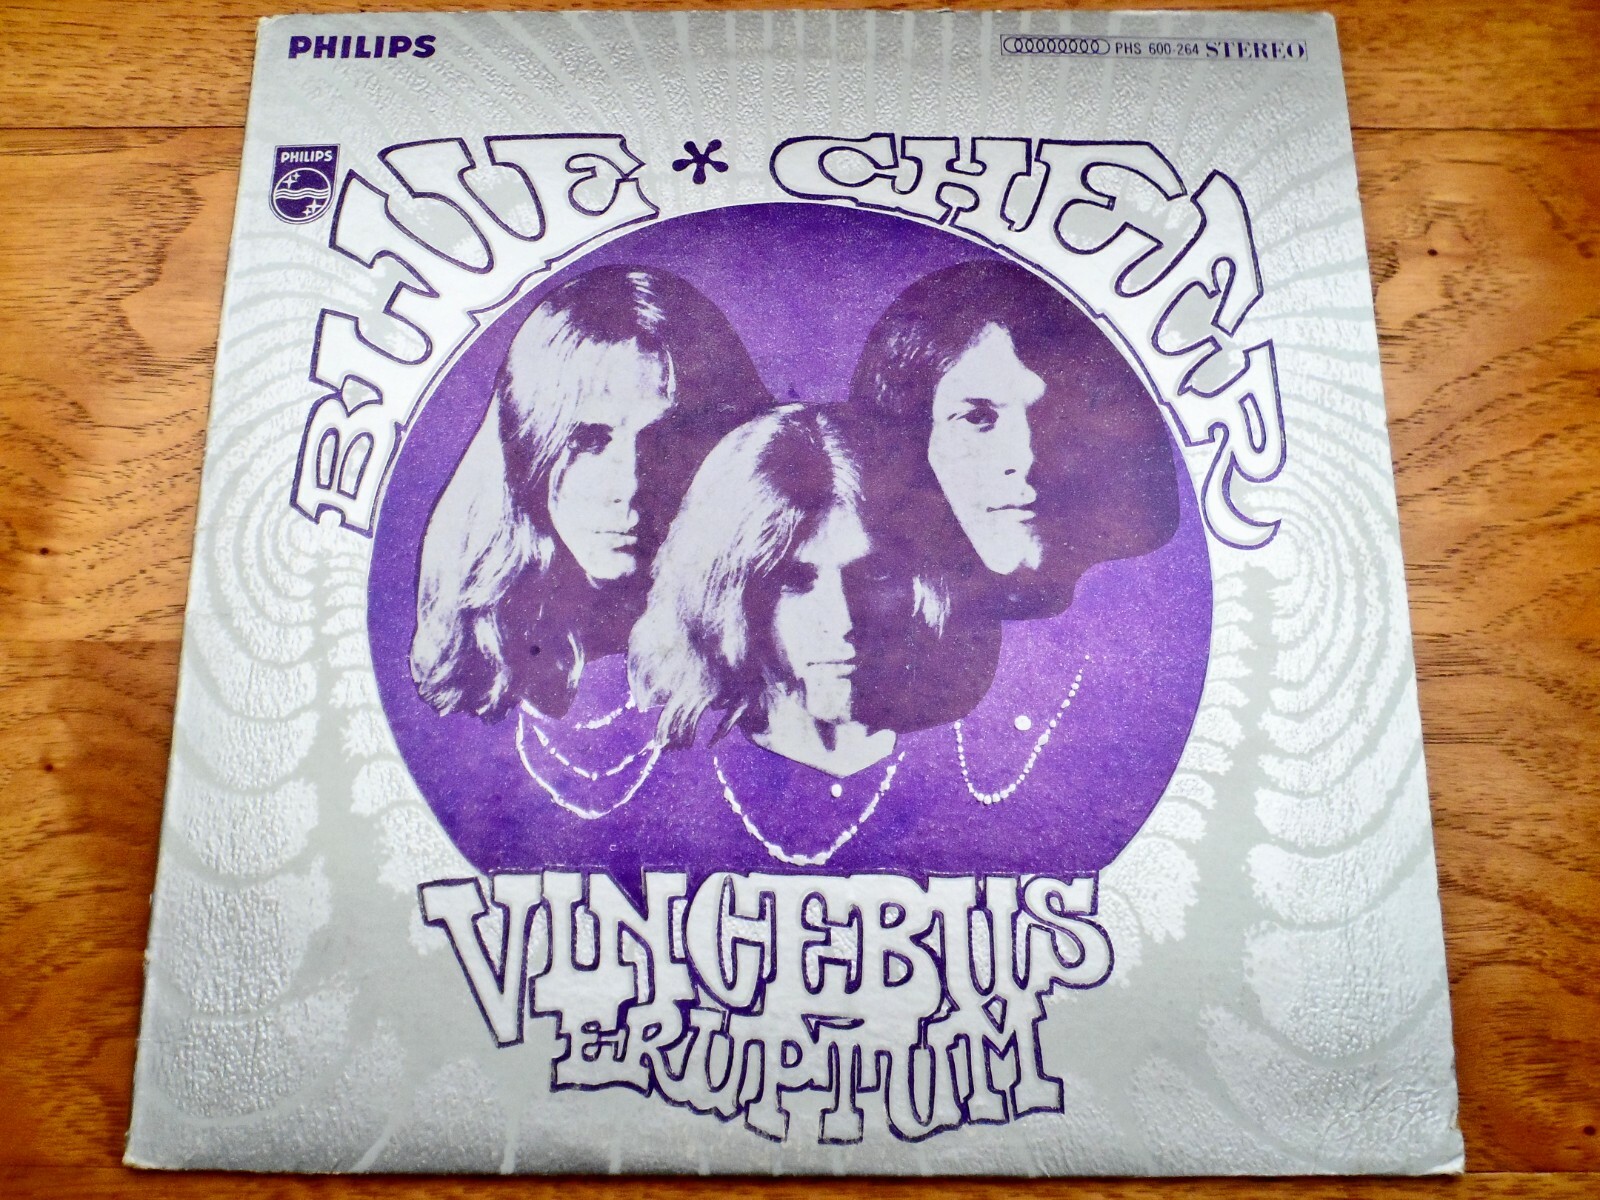 PHILIPS
PHS 600-264 STEREO
PHILIPS
BLUE * CHEER
VINCEBUS
ERUPTUM